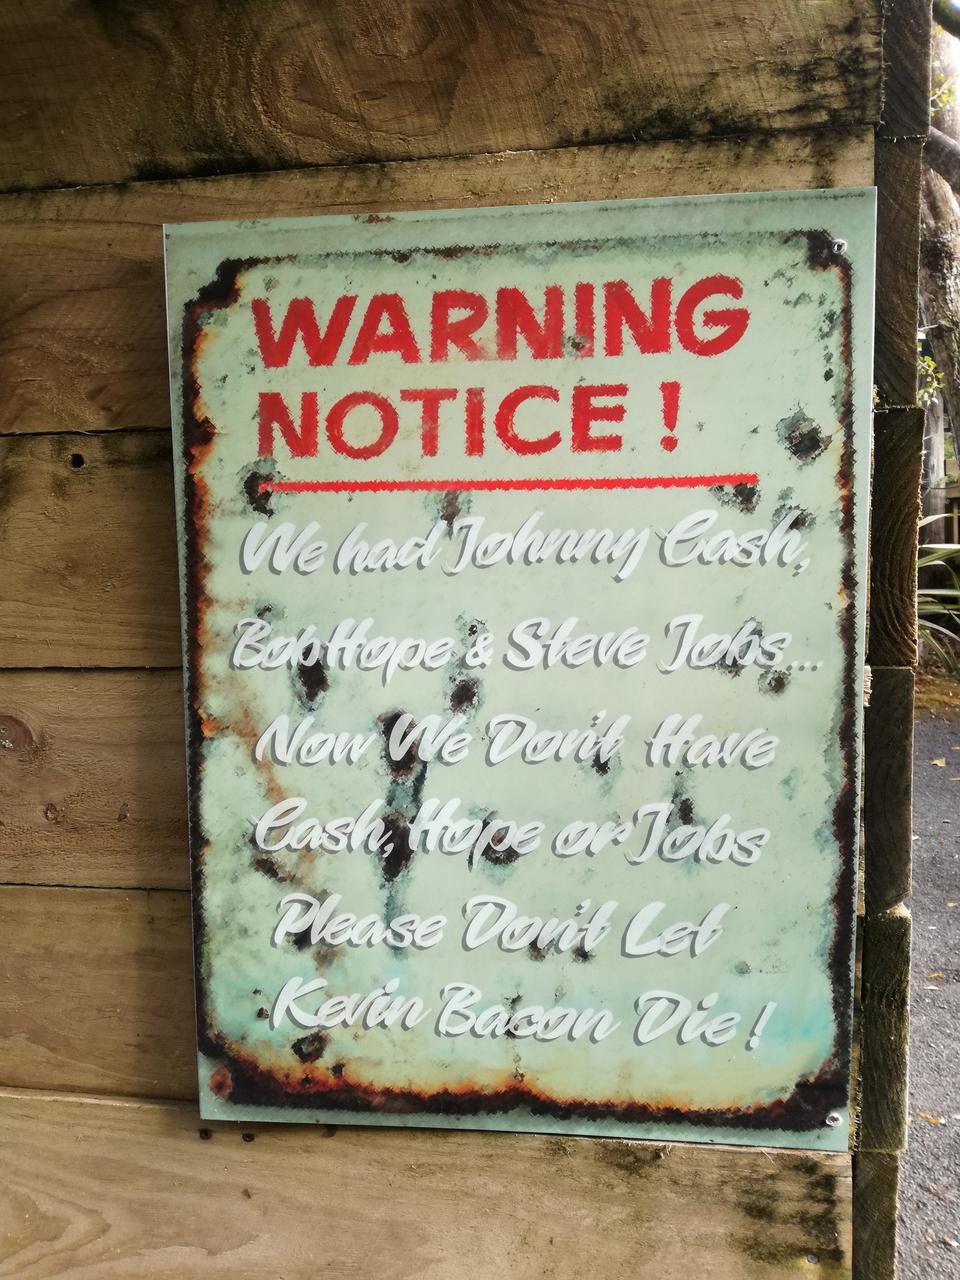 WARNING
NOTICE!
We had Johnny Cash,
Bob Hope & Steve Jobs...
Now We Don't Have
Cash, Hope or Jobs
Please Don't Let
Kevin Bacon Die!